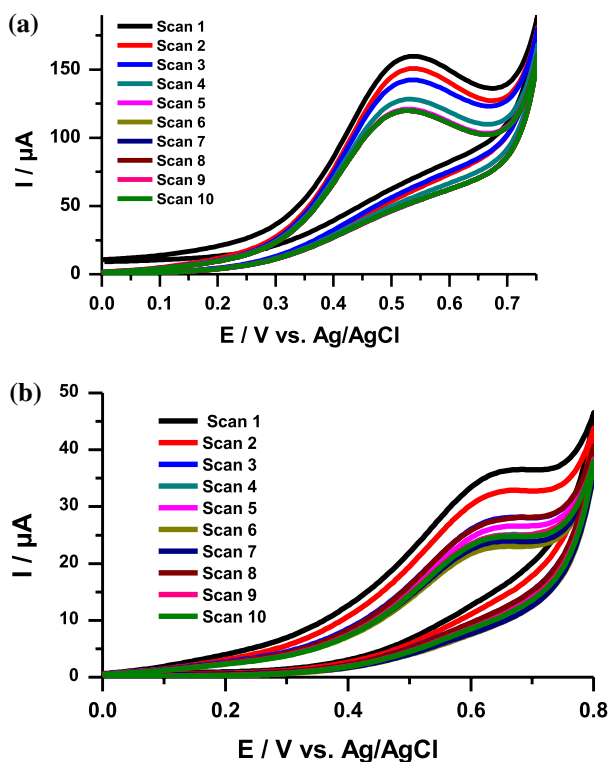 (a)
Scan 1
Scan 2
Scan 3
Scan 4
Scan 5
Scan 6
Scan 7
Scan 8
Scan 9
Scan 10
150
100
50
0
I / µA
0.0 0.1 0.2 0.3 0.4 0.5 0.6 0.7
E / V vs. Ag/AgCl
(b)
Scan 1
Scan 2
Scan 3
Scan 4
Scan 5
Scan 6
Scan 7
Scan 8
Scan 9
Scan 10
50
40
30
20
10
0
I / µA
0.0 0.2 0.4 0.6 0.8
E / V vs. Ag/AgCl